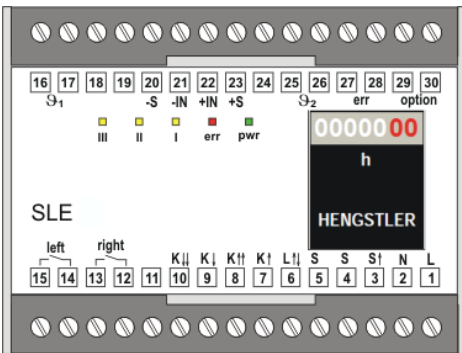 16 17 18 19 20 21 22 23 24 25 26 27 28 29 30
ϑ1 -S -IN +IN +S ϑ2 err option
III II I err pwr
0000000
h
SLE
HENGSTLER
left right K↓↓ K↓ K↑↑ K↑ L↑↓ S S S↑ N L
15 14 13 12 11 10 9 8 7 6 5 4 3 2 1